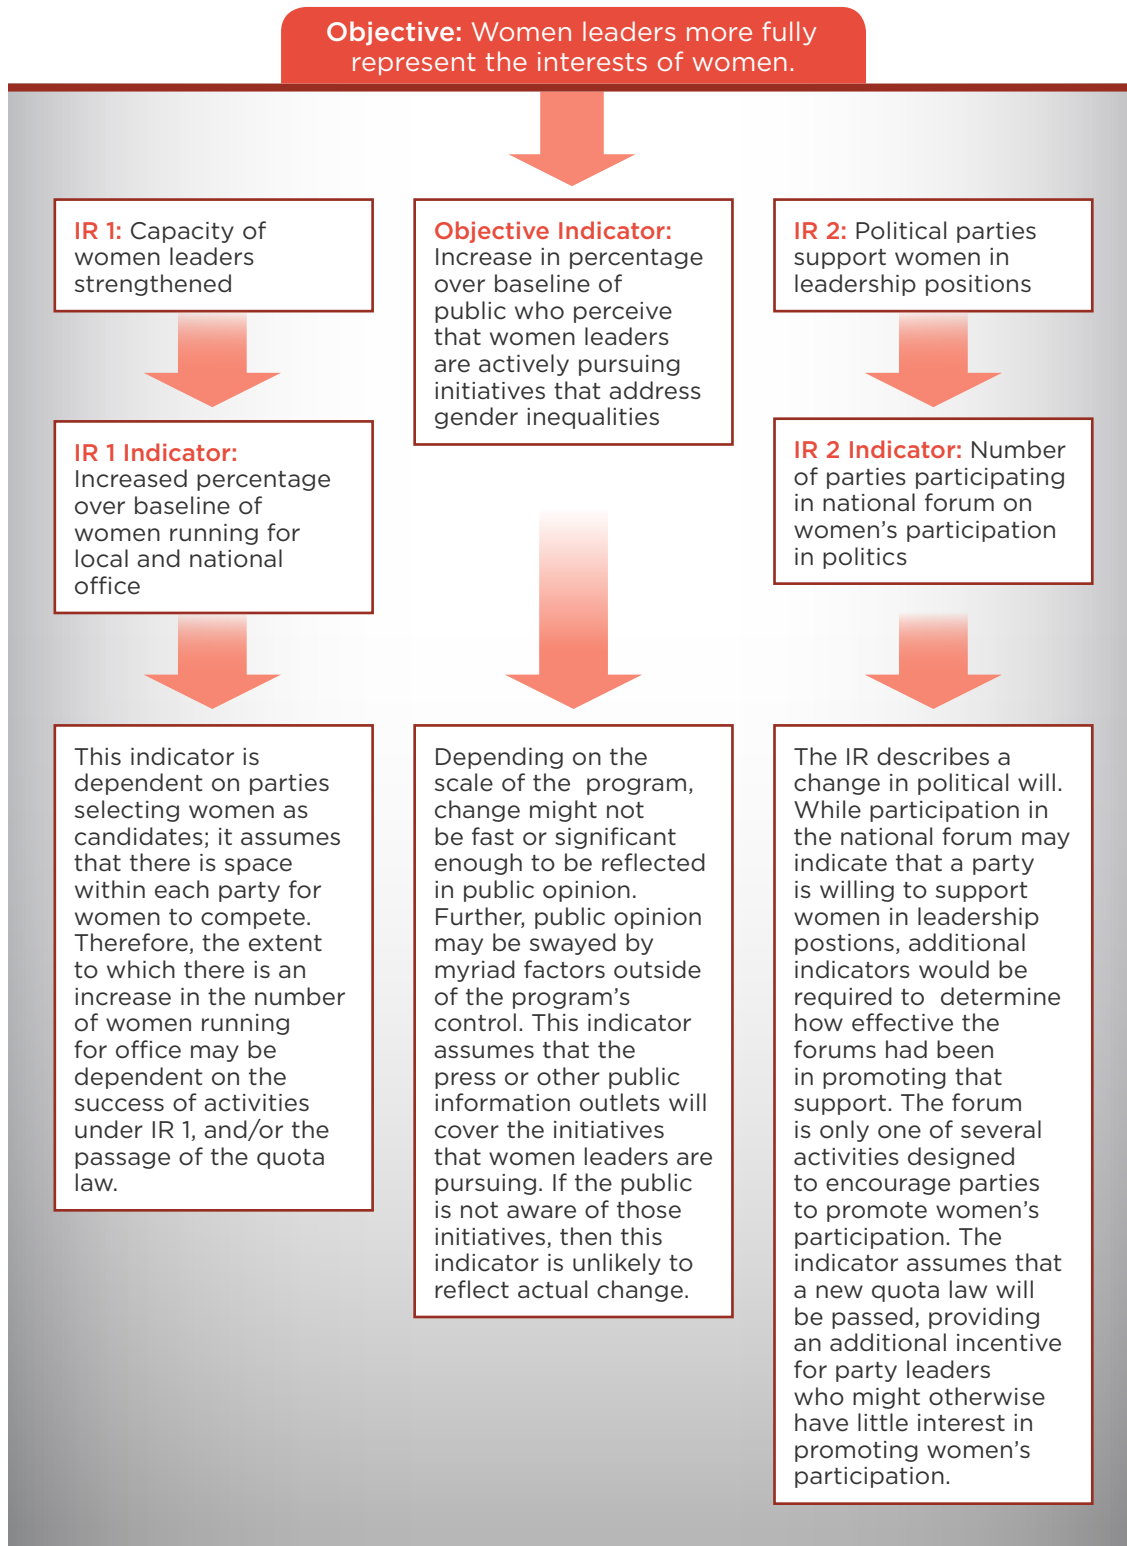 Objective: Women leaders more fully
represent the interests of women.
IR 1: Capacity of
women leaders
strengthened
Objective Indicator:
Increase in percentage
over baseline of
public who perceive
that women leaders
are actively pursuing
initiatives that address
gender inequalities
IR 2: Political parties
support women in
leadership positions
IR 1 Indicator:
Increased percentage
over baseline of
women running for
local and national
office
IR 2 Indicator: Number
of parties participating
in national forum on
women's participation
in politics
This indicator is
dependent on parties
selecting women as
candidates; it assumes
that there is space
within each party for
women to compete.
Therefore, the extent
to which there is an
increase in the number
of women running
for office may be
dependent on the
success of activities
under IR 1, and/or the
passage of the quota
law.
Depending on the
scale of the program,
change might not
be fast or significant
enough to be reflected
in public opinion.
Further, public opinion
may be swayed by
myriad factors outside
of the program's
control. This indicator
assumes that the
press or other public
information outlets will
cover the initiatives
that women leaders are
pursuing. If the public
is not aware of those
initiatives, then this
indicator is unlikely to
reflect actual change.
The IR describes a
change in political will.
While participation in
the national forum may
indicate that a party
is willing to support
women in leadership
postions, additional
indicators would be
required to determine
how effective the
forums had been
in promoting that
support. The forum
is only one of several
activities designed
to encourage parties
to promote women's
participation. The
indicator assumes that
a new quota law will
be passed, providing
an additional incentive
for party leaders
who might otherwise
have little interest in
promoting women's
participation.